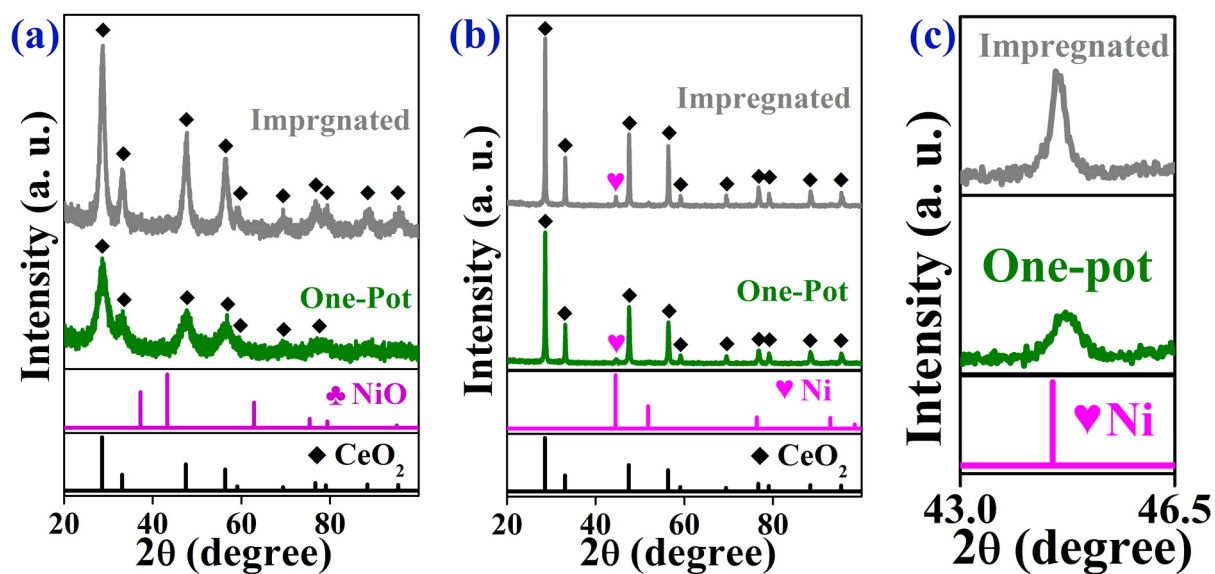 (a)
Imprgnated
One-Pot
♣ NiO
◆ CeO₂
Intensity (a. u.)
20 40 60 80
2θ (degree)
(b)
Impregnated
One-Pot
♥ Ni
◆ CeO₂
Intensity (a. u.)
20 40 60 80
2θ (degree)
(c)
Impregnated
One-pot
♥ Ni
Intensity (a. u.)
43.0 46.5
2θ (degree)